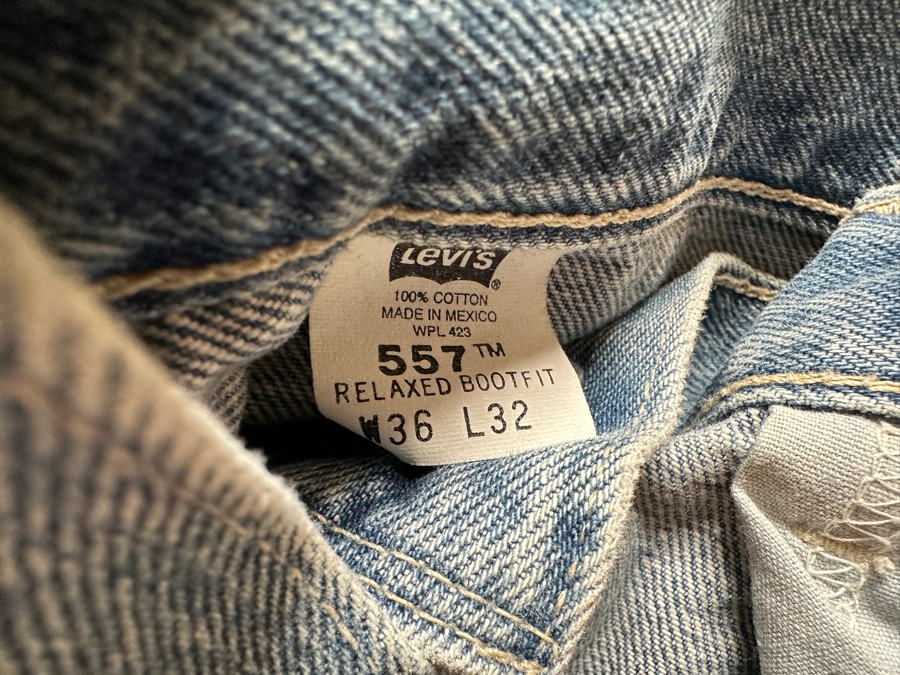 LEVI'S ®
100% COTTON
MADE IN MEXICO
WPL 423
557™
RELAXED BOOTFIT
W36 L32